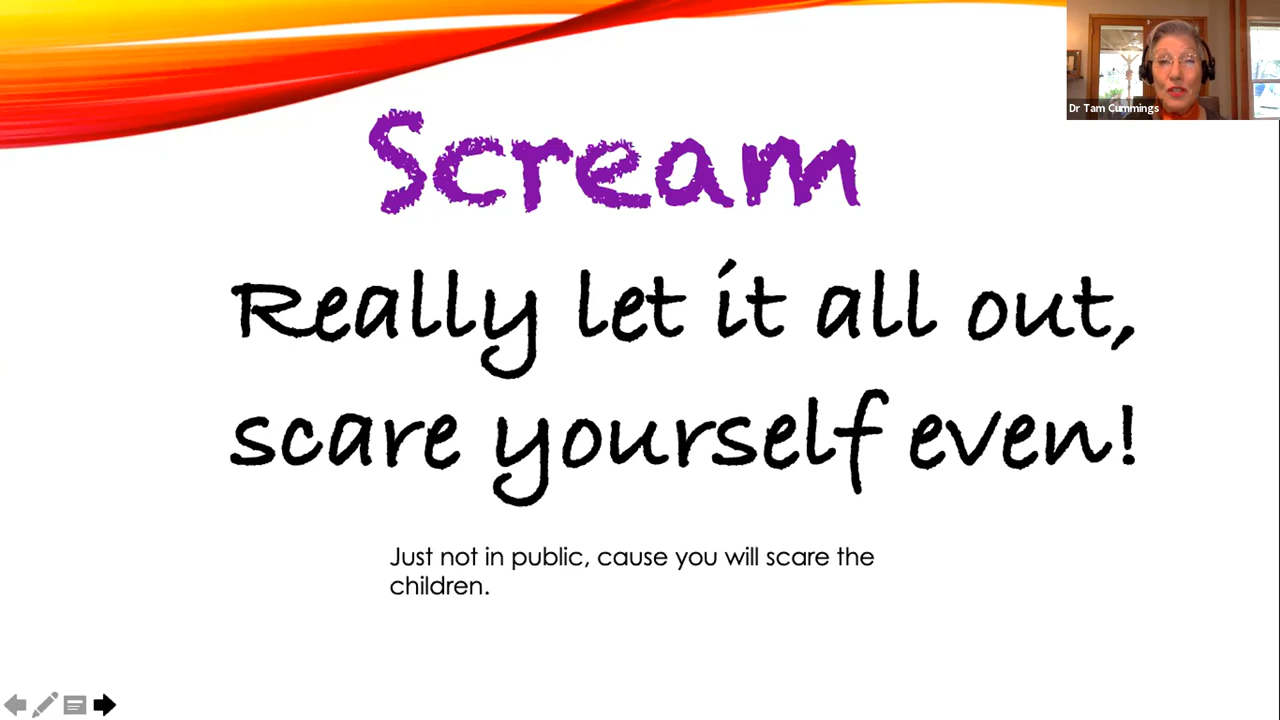 Dr Tam Cummings
Scream
Really let it all out,
scare yourself even!
Just not in public, cause you will scare the
children.